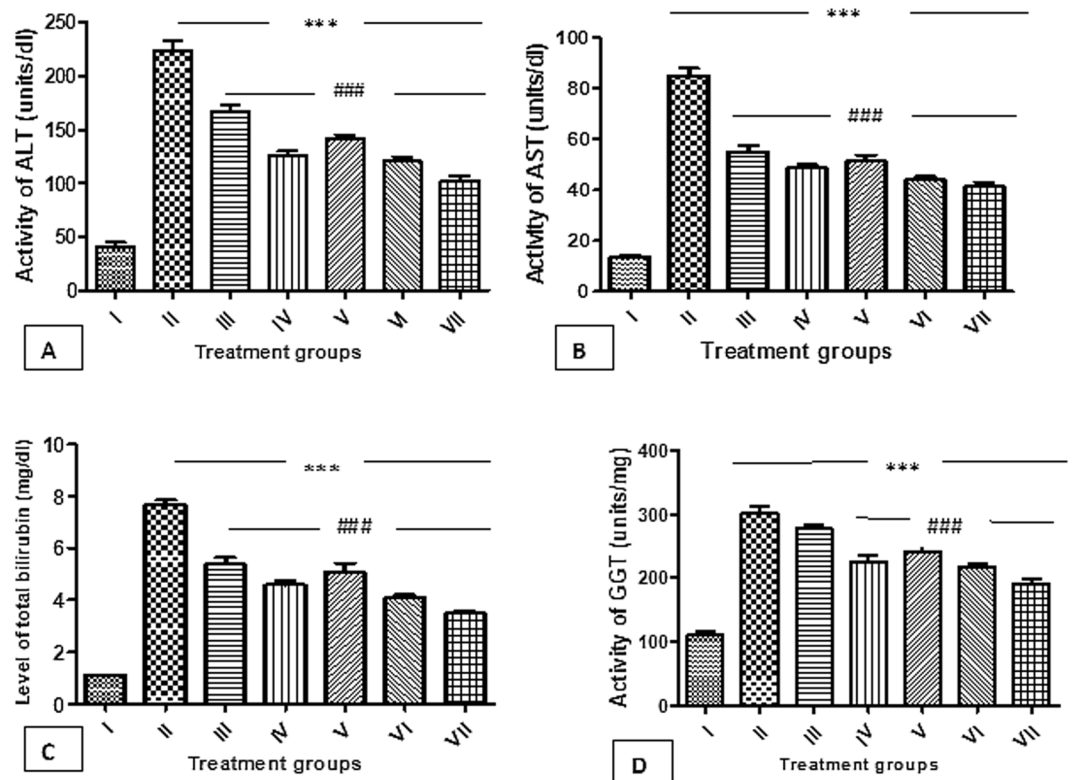 Activity of ALT (units/dl)
250
200
150
100
50
0
***
###
I II III IV V VI VII
Treatment groups
A
Activity of AST (units/dl)
100
80
60
40
20
0
***
###
I II III IV V VI VII
Treatment groups
B
Level of total bilirubin (mg/dl)
10
8
6
4
2
0
***
###
I II III IV V VI VII
Treatment groups
C
Activity of GGT (units/mg)
400
300
200
100
0
***
###
I II III IV V VI VII
Treatment groups
D